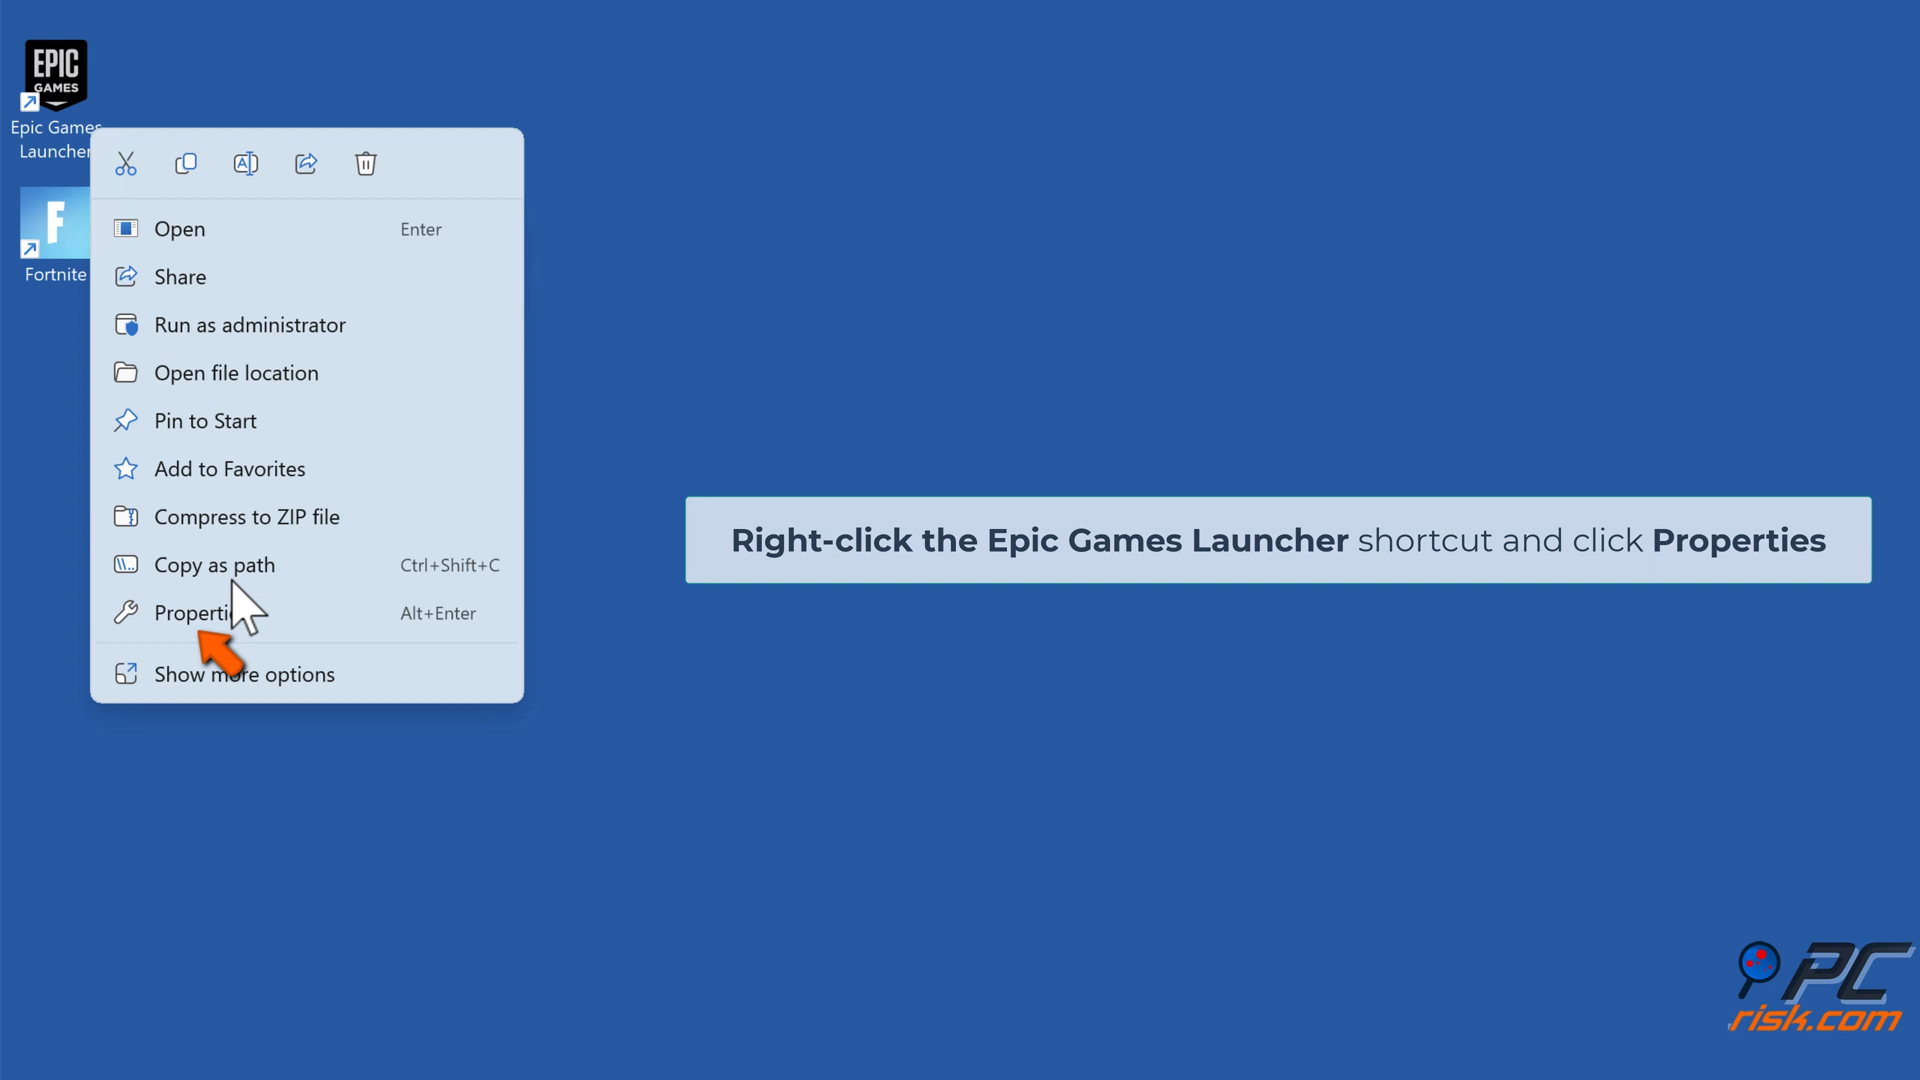 EPIC
GAMES
Epic Games
Launcher
Fortnite
Open Enter
Share
Run as administrator
Open file location
Pin to Start
Add to Favorites
Compress to ZIP file
Copy as path Ctrl+Shift+C
Properti Alt+Enter
Show more options
Right-click the Epic Games Launcher shortcut and click Properties
PC
risk.com